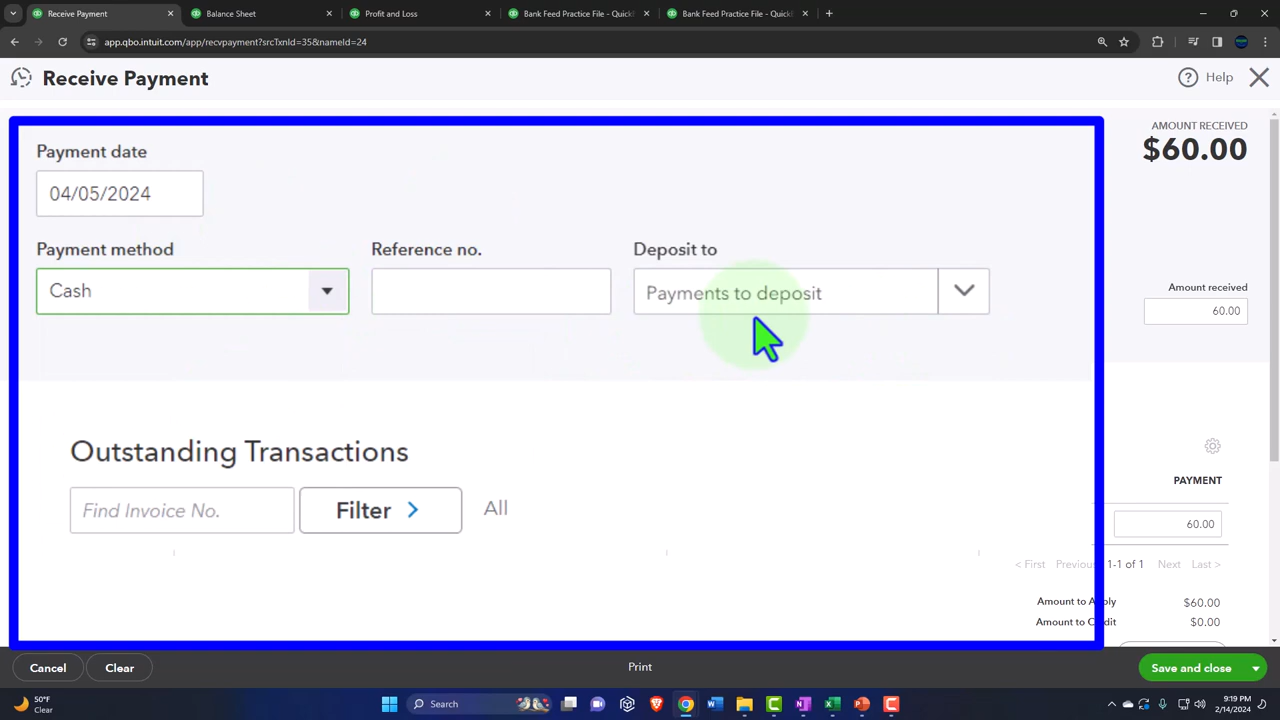 Receive Payment
Balance Sheet
Profit and Loss
Bank Feed Practice File - QuickB
Bank Feed Practice File - QuickB
app.qbo.intuit.com/app/recvpayment?srcTxnId=35&nameId=24
Receive Payment
Help
AMOUNT RECEIVED
$60.00
Payment date
04/05/2024
Payment method
Reference no.
Deposit to
Cash
Payments to deposit
Amount received
60.00
Outstanding Transactions
Find Invoice No.
Filter >
All
PAYMENT
60.00
< First
1-1 of 1
Next
Last >
Amount to Apply
$60.00
Amount to Credit
$0.00
Cancel
Clear
Print
Save and close
50°F
Clear
Search
9:19 PM
2/14/2024